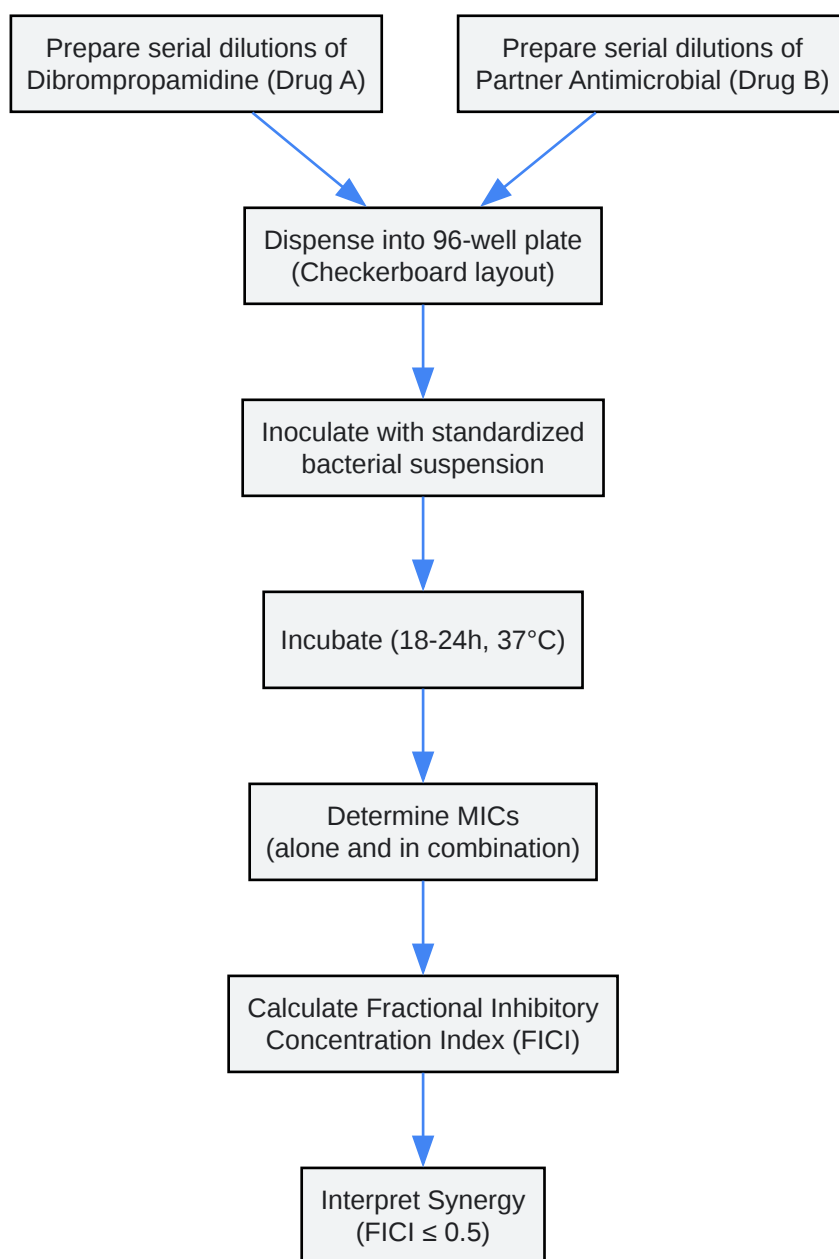 Prepare serial dilutions of
Dibrompropamidine (Drug A)
Prepare serial dilutions of
Partner Antimicrobial (Drug B)
Dispense into 96-well plate
(Checkerboard layout)
Inoculate with standardized
bacterial suspension
Incubate (18-24h, 37°C)
Determine MICs
(alone and in combination)
Calculate Fractional Inhibitory
Concentration Index (FICI)
Interpret Synergy
(FICI ≤ 0.5)